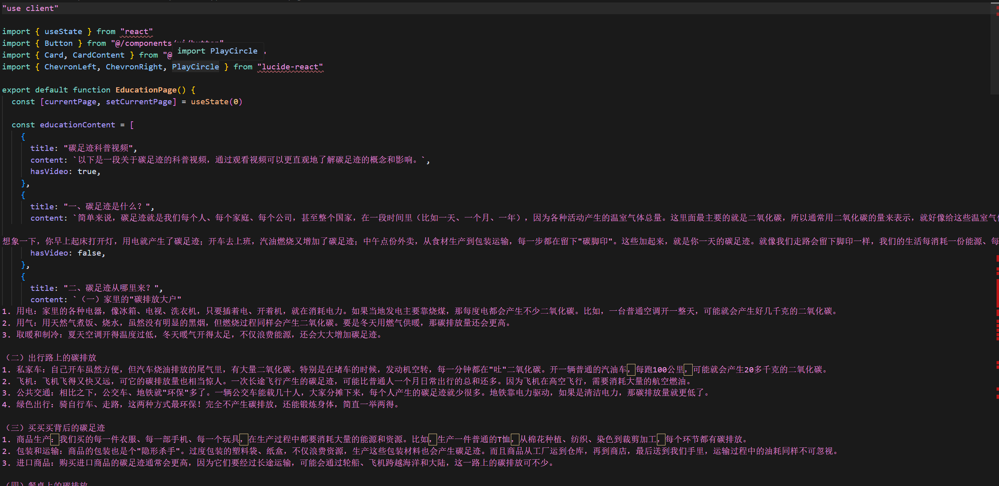 "use client"
import { useState } from "react"
import { Button } from "@/components/ui/button"
import { Card, CardContent } from "@
import PlayCircle
import { ChevronLeft, ChevronRight, PlayCircle } from "lucide-react"
export default function EducationPage() {
const [currentPage, setCurrentPage] = useState(0)
const educationContent = [
{
title: "碳足迹科普视频",
content: `以下是一段关于碳足迹的科普视频，通过观看视频可以更直观地了解碳足迹的概念和影响。`,
hasVideo: true,
},
{
title: "一、碳足迹是什么？",
content: `简单来说，碳足迹就是我们每个人、每个家庭、每个公司，甚至整个国家，在一段时间里（比如一天、一个月、一年），因为各种活动产生的温室气体总量。这里面最主要的就是二氧化碳，所以通常用二氧化碳的量来表示，就好像给这些温室气
想象一下，你早上起床打开灯，用电就产生了碳足迹；开车去上班，汽油燃烧又增加了碳足迹；中午点份外卖，从食材生产到包装运输，每一步都在留下"碳脚印"。这些加起来，就是你一天的碳足迹。就像我们走路会留下脚印一样，我们的生活每消耗一份能源、每
hasVideo: false,
},
{
title: "二、碳足迹从哪里来？",
content: `（一）家里的"碳排放大户"
1. 用电：家里的各种电器，像冰箱、电视、洗衣机，只要插着电、开着机，就在消耗电力。如果当地发电主要靠烧煤，那每度电都会产生不少二氧化碳。比如，一台普通空调开一整天，可能就会产生好几千克的二氧化碳。
2. 用气：用天然气煮饭、烧水，虽然没有明显的黑烟，但燃烧过程同样会产生二氧化碳。要是冬天用燃气供暖，那碳排放量还会更高。
3. 取暖和制冷：夏天空调开得温度过低，冬天暖气开得太足，不仅浪费能源，还会大大增加碳足迹。
（二）出行路上的碳排放
1. 私家车：自己开车虽然方便，但汽车烧油排放的尾气里，有大量二氧化碳。特别是在堵车的时候，发动机空转，每一分钟都在"吐"二氧化碳。开一辆普通的汽油车，每跑100公里，可能就会产生20多千克的二氧化碳。
2. 飞机：飞机飞得又快又远，可它的碳排放量也相当惊人。一次长途飞行产生的碳足迹，可能比普通人一个月日常出行的总和还多。因为飞机在高空飞行，需要消耗大量的航空燃油。
3. 公共交通：相比之下，公交车、地铁就"环保"多了。一辆公交车能载几十人，大家分摊下来，每个人产生的碳足迹就少很多。地铁靠电力驱动，如果是清洁电力，那碳排放量就更低了。
4. 绿色出行：骑自行车、走路，这两种方式最环保！完全不产生碳排放，还能锻炼身体，简直一举两得。
（三）买买买背后的碳足迹
1. 商品生产：我们买的每一件衣服、每一部手机、每一个玩具，在生产过程中都要消耗大量的能源和资源。比如，生产一件普通的T恤，从棉花种植、纺织、染色到裁剪加工，每个环节都有碳排放。
2. 包装和运输：商品的包装也是个"隐形杀手"。过度包装的塑料袋、纸盒，不仅浪费资源，生产这些包装材料也会产生碳足迹。而且商品从工厂运到仓库，再到商店，最后送到我们手里，运输过程中的油耗同样不可忽视。
3. 进口商品：购买进口商品的碳足迹通常会更高，因为它们要经过长途运输，可能会通过轮船、飞机跨越海洋和大陆，这一路上的碳排放可不少。
（四）餐桌上的碳排放